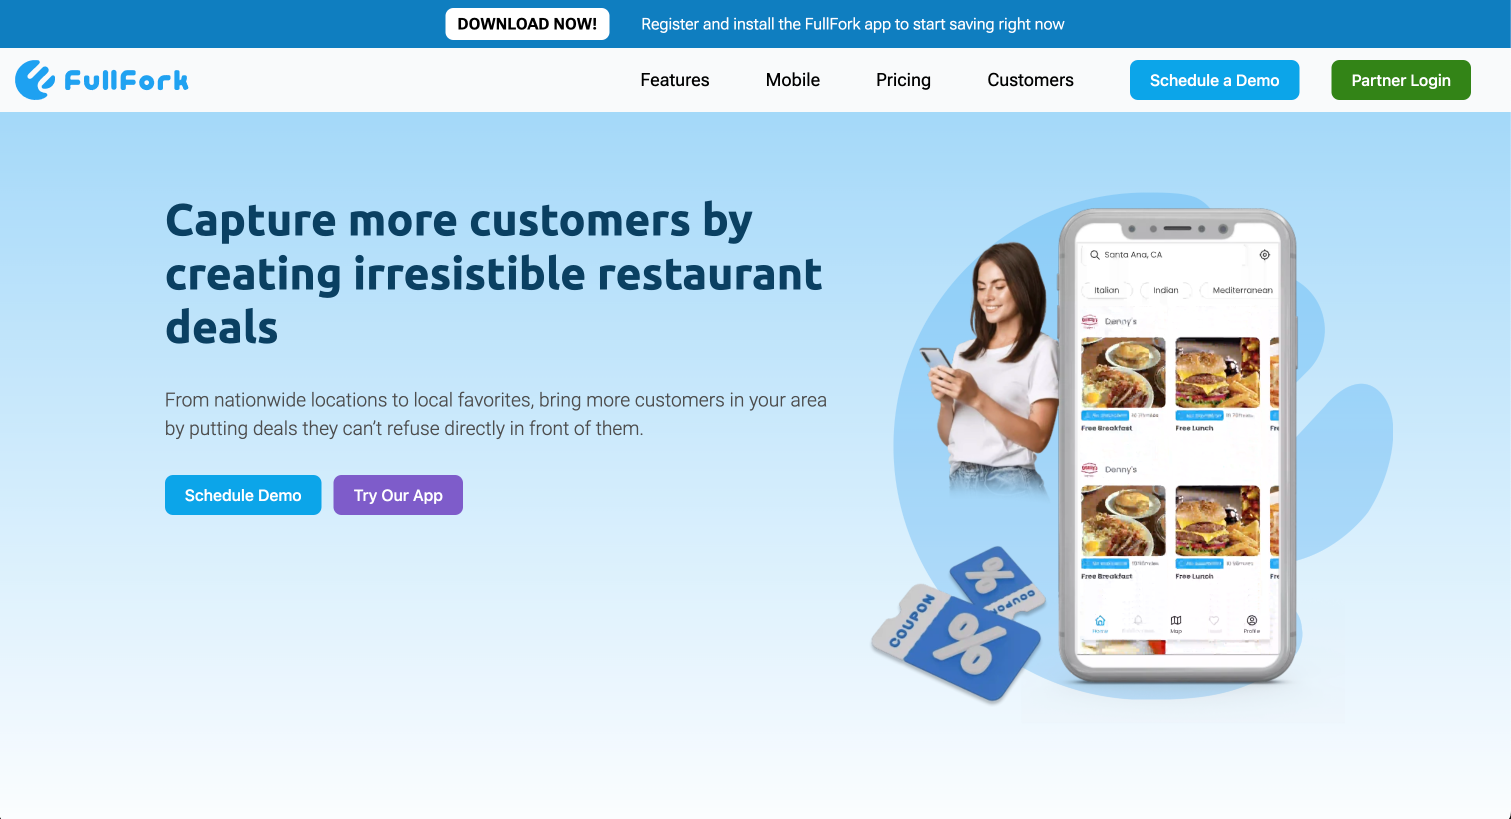 DOWNLOAD NOW! Register and install the FullFork app to start saving right now
FullFork Features Mobile Pricing Customers Schedule a Demo Partner Login
Capture more customers by
creating irresistible restaurant
deals
From nationwide locations to local favorites, bring more customers in your area
by putting deals they can’t refuse directly in front of them.
Schedule Demo Try Our App
Santa Ana, CA
Italian Indian Mediterranean
Denny's
Free Breakfast Free Lunch
Denny's
Free Breakfast Free Lunch
Home Map Profile
COUPON %
COUPON %